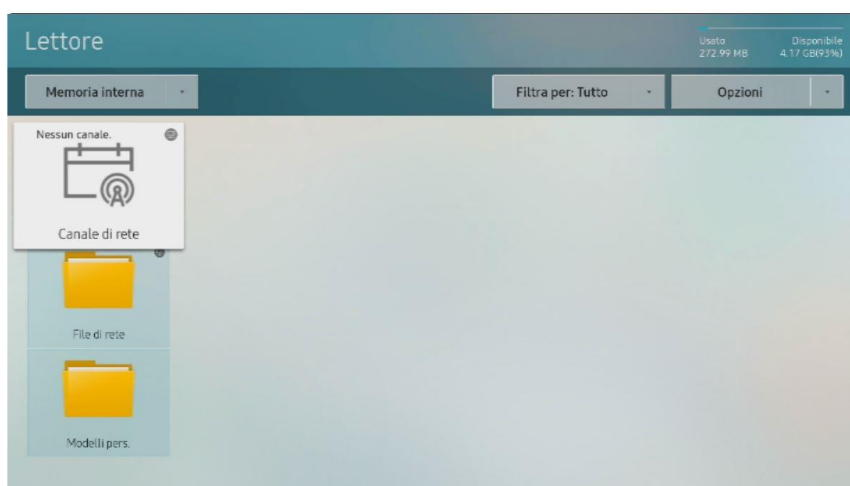 Lettore
Usato Disponibile
272.99 MB 4.17 GB(93%)
Memoria interna Filtra per: Tutto Opzioni
Nessun canale.
Canale di rete
File di rete
Modelli pers.